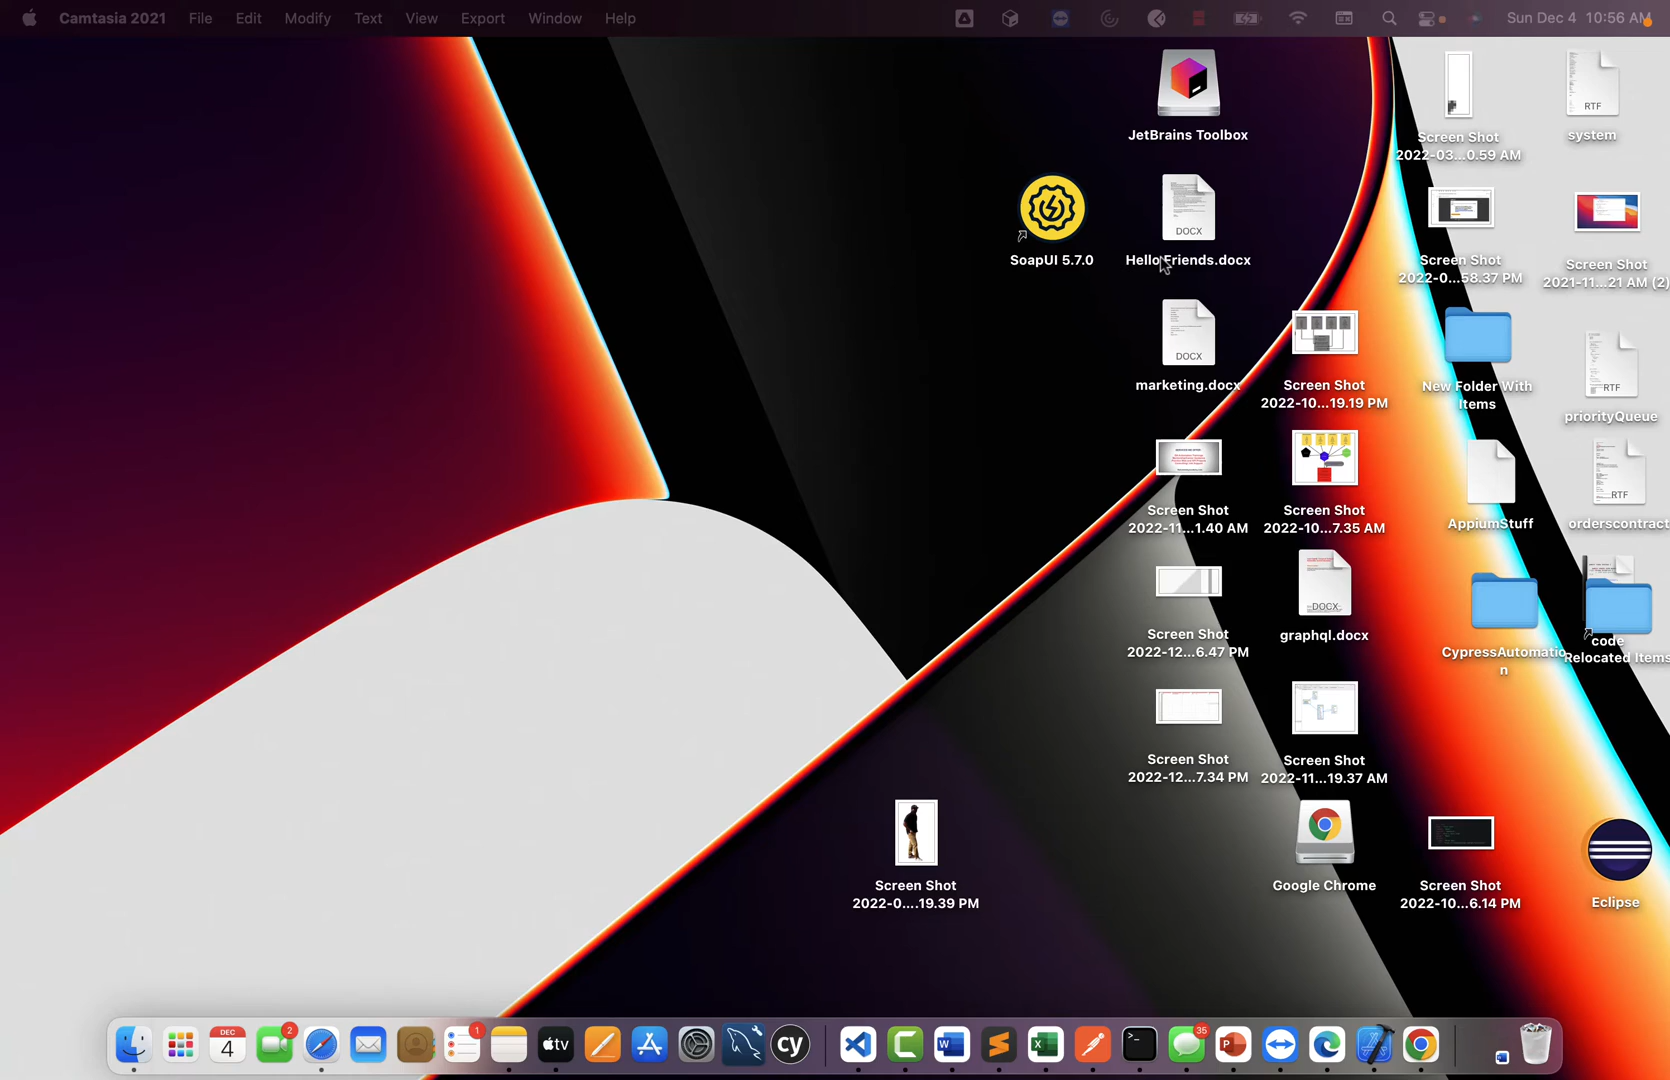 Camtasia 2021 File Edit Modify Text View Export Window Help Sun Dec 4 10:56 AM
JetBrains Toolbox
Screen Shot
2022-03...0.59 AM
RTF
system
SoapUI 5.7.0
DOCX
Hello Friends.docx
Screen Shot
2022-0....58.37 PM
Screen Shot
2021-11...21 AM (2)
DOCX
marketing.docx
Screen Shot
2022-10...19.19 PM
New Folder With
Items
RTF
priorityQueue
Screen Shot
2022-11...1.40 AM
Screen Shot
2022-10...7.35 AM
AppiumStuff
RTF
orderscontract
Screen Shot
2022-12...6.47 PM
DOCX
graphql.docx
CypressAutomatio
n
code
Relocated Items
Screen Shot
2022-12...7.34 PM
Screen Shot
2022-11...19.37 AM
Screen Shot
2022-0....19.39 PM
Google Chrome
Screen Shot
2022-10...6.14 PM
Eclipse
DEC
4
2
1
tv
cy
W
X
>_
35
P